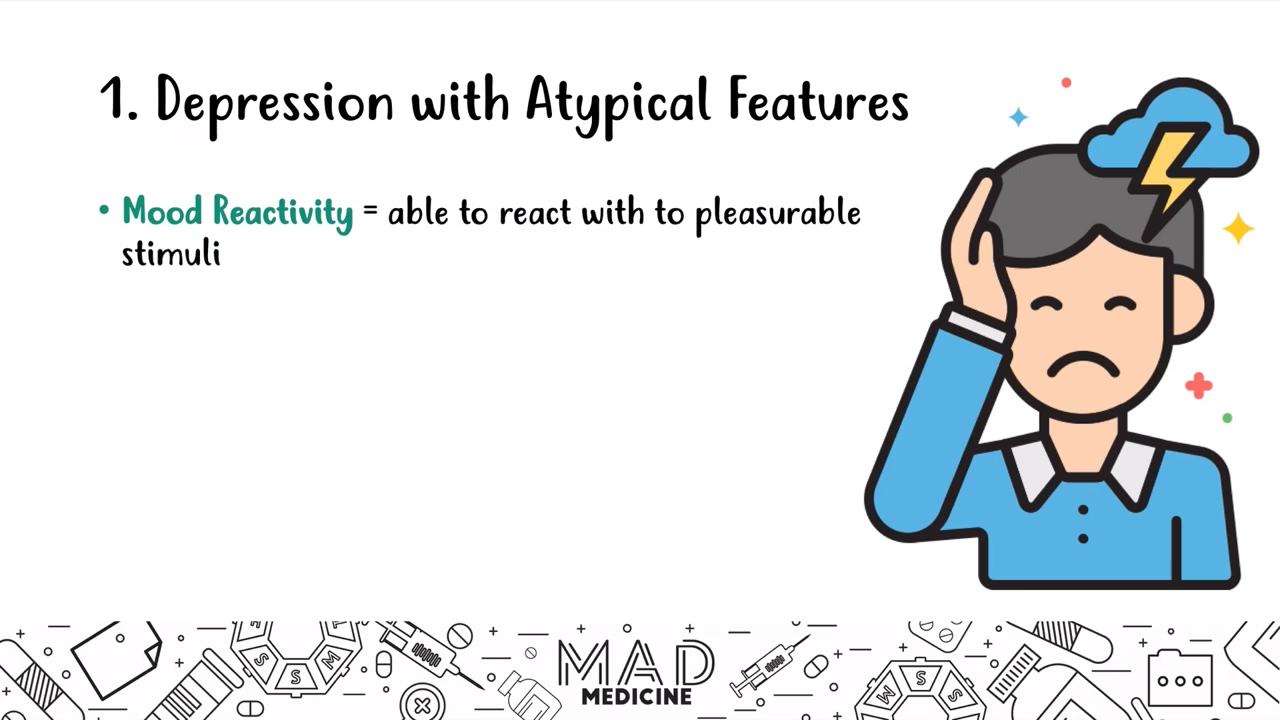 1. Depression with Atypical Features
• Mood Reactivity = able to react with to pleasurable
stimuli
S
S
M
MAD
MEDICINE
M
S
S